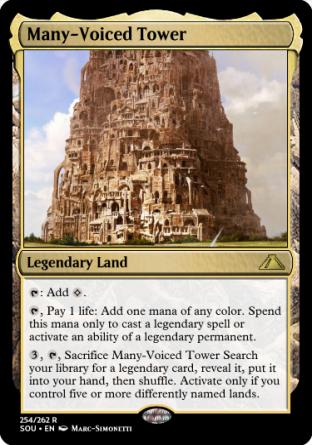 Many-Voiced Tower
Legendary Land
: Add .
, Pay 1 life: Add one mana of any color. Spend
this mana only to cast a legendary spell or
activate an ability of a legendary permanent.
3, , Sacrifice Many-Voiced Tower Search
your library for a legendary card, reveal it, put it
into your hand, then shuffle. Activate only if you
control five or more differently named lands.
254/262 R
SOU • EN Marc-Simonetti